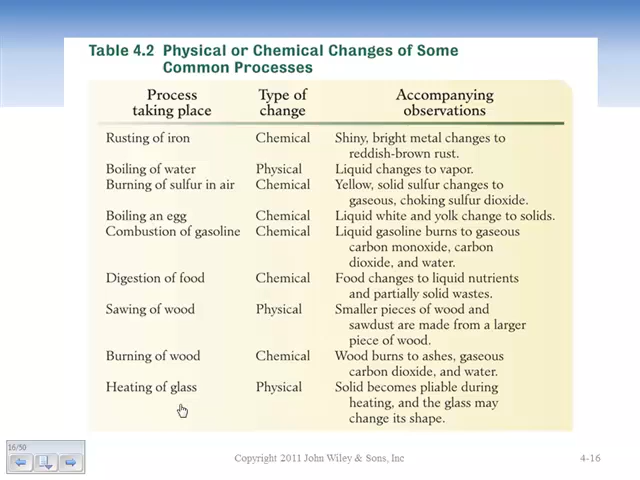 Table 4.2 Physical or Chemical Changes of Some
Common Processes
Process
taking place
Type of
change
Accompanying
observations
Rusting of iron Chemical Shiny, bright metal changes to
reddish-brown rust.
Boiling of water Physical Liquid changes to vapor.
Burning of sulfur in air Chemical Yellow, solid sulfur changes to
gaseous, choking sulfur dioxide.
Boiling an egg Chemical Liquid white and yolk change to solids.
Combustion of gasoline Chemical Liquid gasoline burns to gaseous
carbon monoxide, carbon
dioxide, and water.
Digestion of food Chemical Food changes to liquid nutrients
and partially solid wastes.
Sawing of wood Physical Smaller pieces of wood and
sawdust are made from a larger
piece of wood.
Burning of wood Chemical Wood burns to ashes, gaseous
carbon dioxide, and water.
Heating of glass Physical Solid becomes pliable during
heating, and the glass may
change its shape.
16/50
Copyright 2011 John Wiley & Sons, Inc 4-16